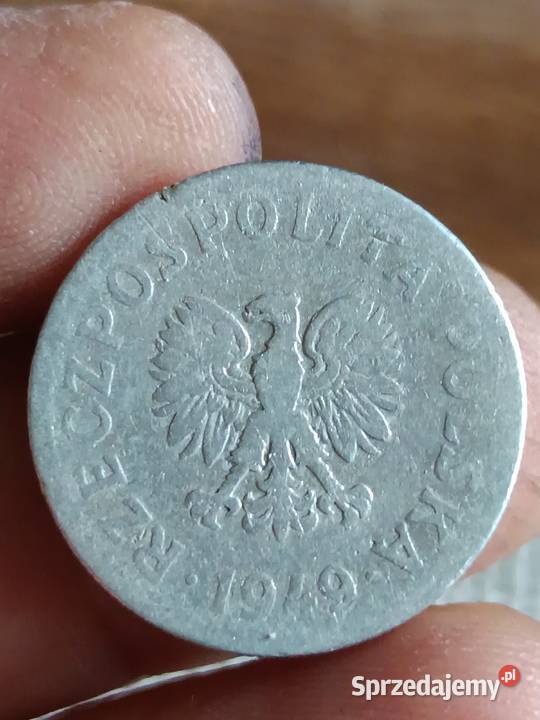 RZECZPOSPOLITA POLSKA
· 1949 ·
Sprzedajemy.pl